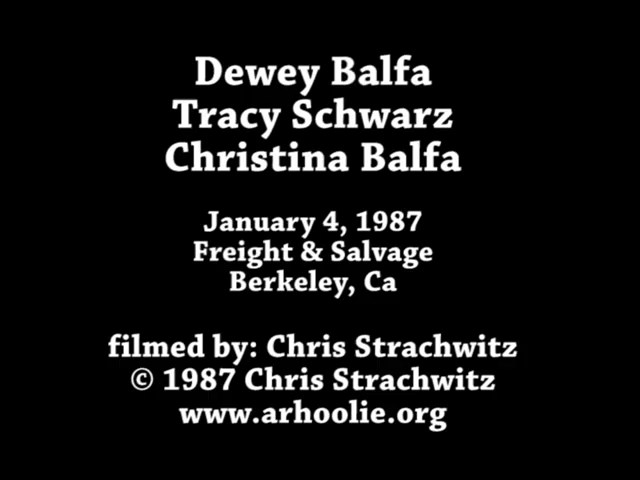 Dewey Balfa
Tracy Schwarz
Christina Balfa
January 4, 1987
Freight & Salvage
Berkeley, Ca
filmed by: Chris Strachwitz
© 1987 Chris Strachwitz
www.arhoolie.org